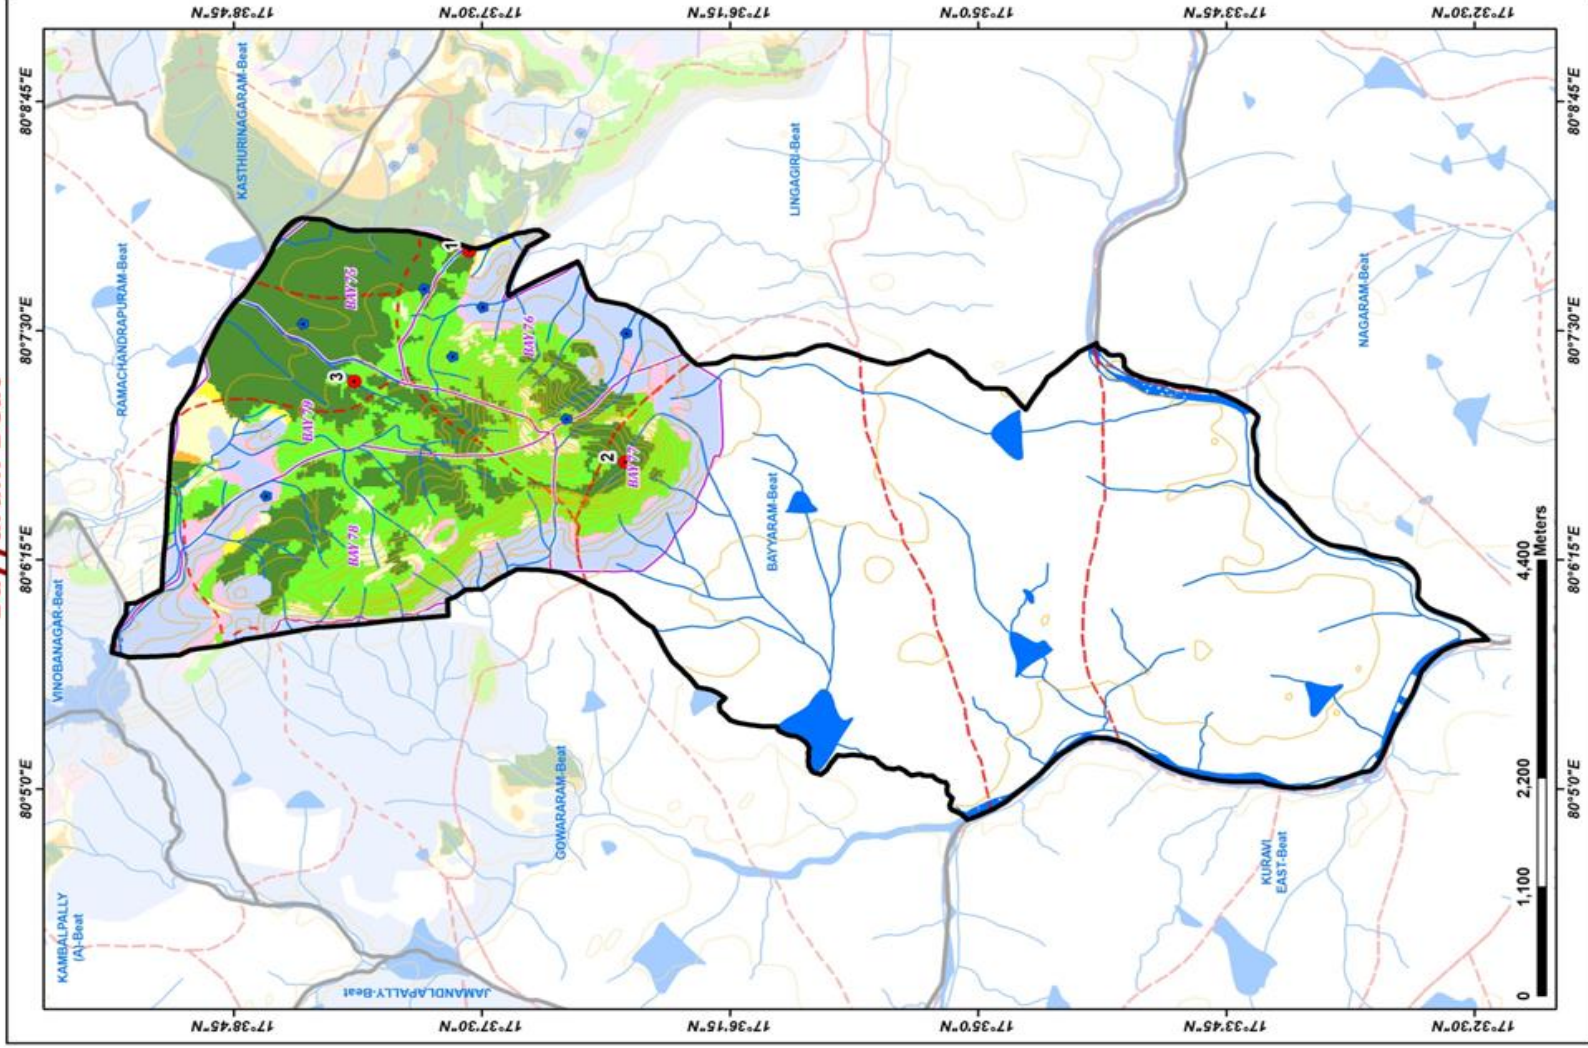 17°38'45"N
17°37'30"N
17°36'15"N
17°35'0"N
17°33'45"N
17°32'30"N
80°8'45"E
80°8'45"E
KASTHURINAGARAM-Beat
LINGAGIRI-Beat
RAMACHANDRAPURAM-Beat
NAGARAM-Beat
80°7'30"E
80°7'30"E
1
BAY 75
BAY 76
3
BAY 79
2
BAY 77
BAYYARAM-Beat
BAY 78
80°6'15"E
80°6'15"E
VINOBANAGAR-Beat
GOWARARAM-Beat
80°5'0"E
80°5'0"E
KURAVI
EAST-Beat
KAMBALPALLY
(A)-Beat
JAMANDLAPALLY-Beat
0 1,100 2,200 4,400
Meters
17°38'45"N
17°37'30"N
17°36'15"N
17°35'0"N
17°33'45"N
17°32'30"N